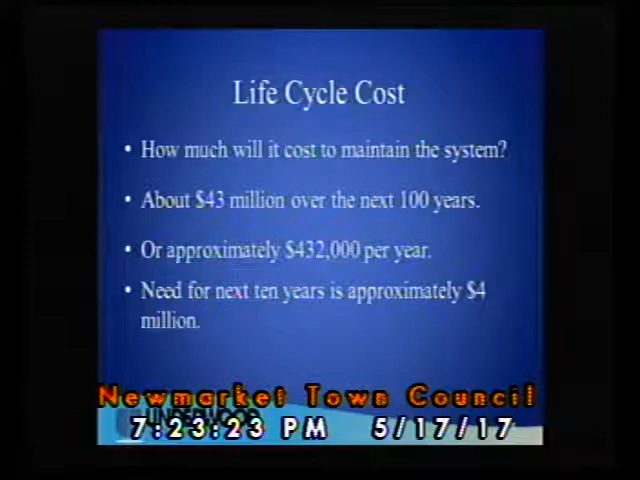 Life Cycle Cost
• How much will it cost to maintain the system?
• About $43 million over the next 100 years.
• Or approximately $432,000 per year.
• Need for next ten years is approximately $4
million.
Newmarket Town Council
UNDERWOOD
7:23:23 PM 5/17/17